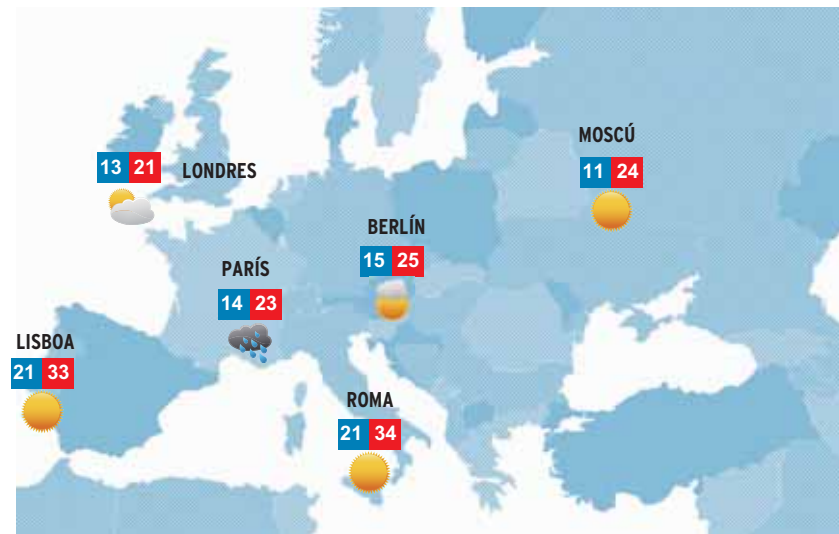 MOSCÚ
11 24
13 21 LONDRES
BERLÍN
15 25
PARÍS
14 23
LISBOA
21 33
ROMA
21 34